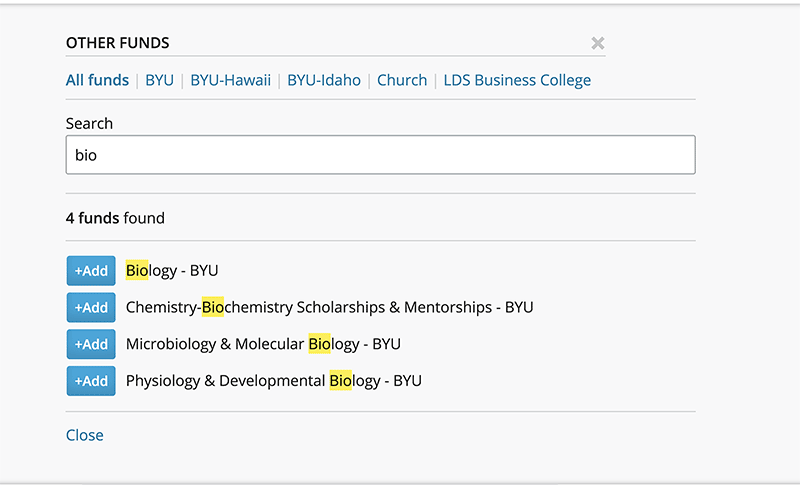 OTHER FUNDS
All funds | BYU | BYU-Hawaii | BYU-Idaho | Church | LDS Business College
Search
bio
4 funds found
+Add Biology - BYU
+Add Chemistry-Biochemistry Scholarships & Mentorships - BYU
+Add Microbiology & Molecular Biology - BYU
+Add Physiology & Developmental Biology - BYU
Close